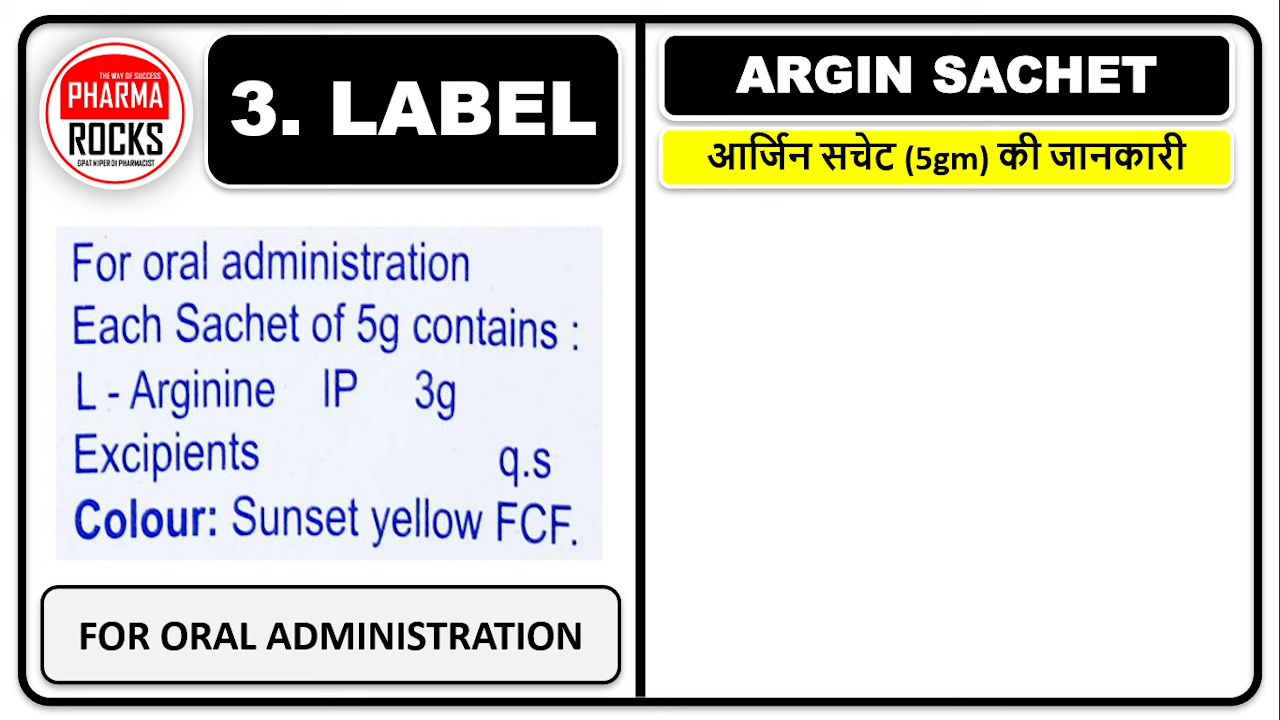 THE WAY OF SUCCESS
PHARMA
ROCKS
GPAT NIPER DI PHARMACIST
3. LABEL
For oral administration
Each Sachet of 5g contains :
L - Arginine IP 3g
Excipients q.s
Colour: Sunset yellow FCF.
FOR ORAL ADMINISTRATION
ARGIN SACHET
आर्जिन सचेट (5gm) की जानकारी